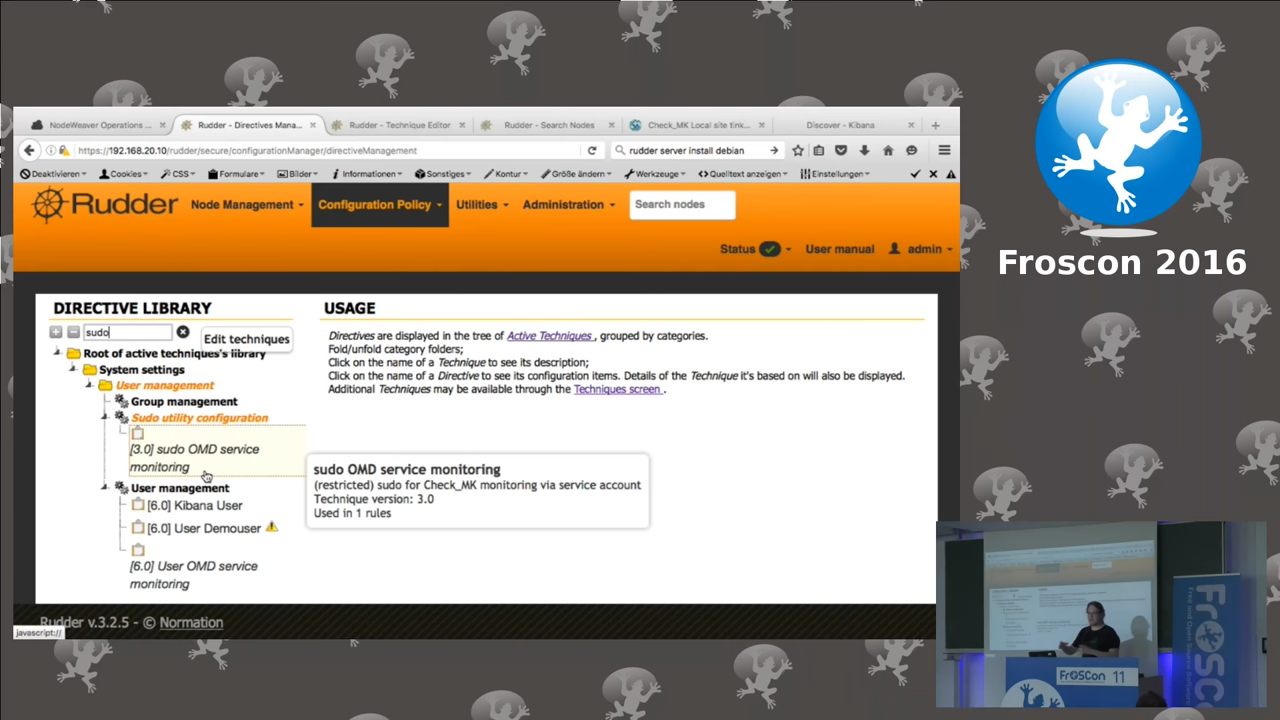 NodeWeaver Operations ...
Rudder - Directives Mana...
Rudder - Technique Editor
Rudder - Search Nodes
Check_MK Local site tink...
Discover - Kibana
https://192.168.20.10/rudder/secure/configurationManager/directiveManagement
rudder server install debian
Deaktivieren
Cookies
CSS
Formulare
Bilder
Informationen
Sonstiges
Kontur
Größe ändern
Werkzeuge
Quelltext anzeigen
Einstellungen
Rudder
Node Management
Configuration Policy
Utilities
Administration
Search nodes
Status
User manual
admin
DIRECTIVE LIBRARY
sudo
Edit techniques
Root of active techniques's library
System settings
User management
Group management
Sudo utility configuration
[3.0] sudo OMD service
monitoring
User management
[6.0] Kibana User
[6.0] User Demouser
[6.0] User OMD service
monitoring
USAGE
Directives are displayed in the tree of Active Techniques , grouped by categories.
Fold/unfold category folders;
Click on the name of a Technique to see its description;
Click on the name of a Directive to see its configuration items. Details of the Technique it's based on will also be displayed.
Additional Techniques may be available through the Techniques screen .
sudo OMD service monitoring
(restricted) sudo for Check_MK monitoring via service account
Technique version: 3.0
Used in 1 rules
Rudder v.3.2.5 - © Normation
javascript://
Froscon 2016
FrOSCon 11
FrOSC